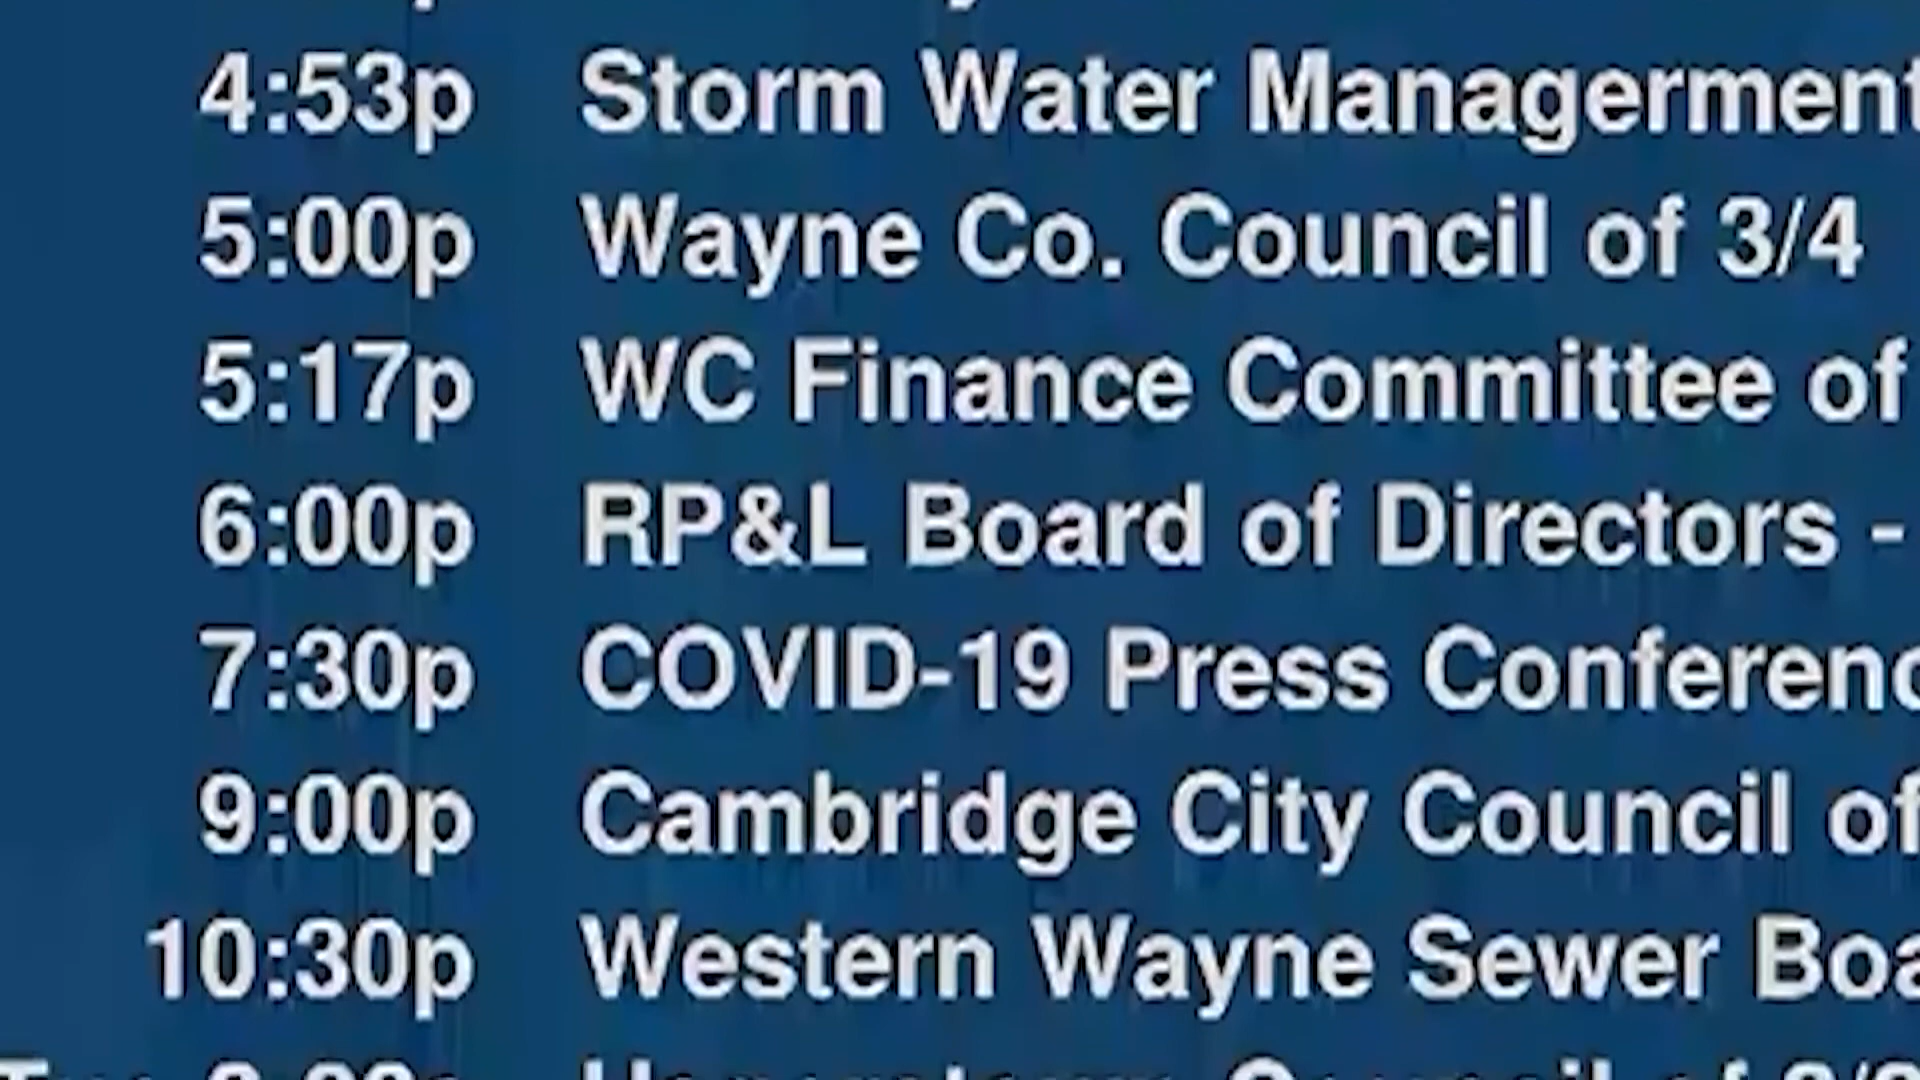 4:53p Storm Water Managerment
5:00p Wayne Co. Council of 3/4
5:17p WC Finance Committee of
6:00p RP&L Board of Directors -
7:30p COVID-19 Press Conferenc
9:00p Cambridge City Council of
10:30p Western Wayne Sewer Boa